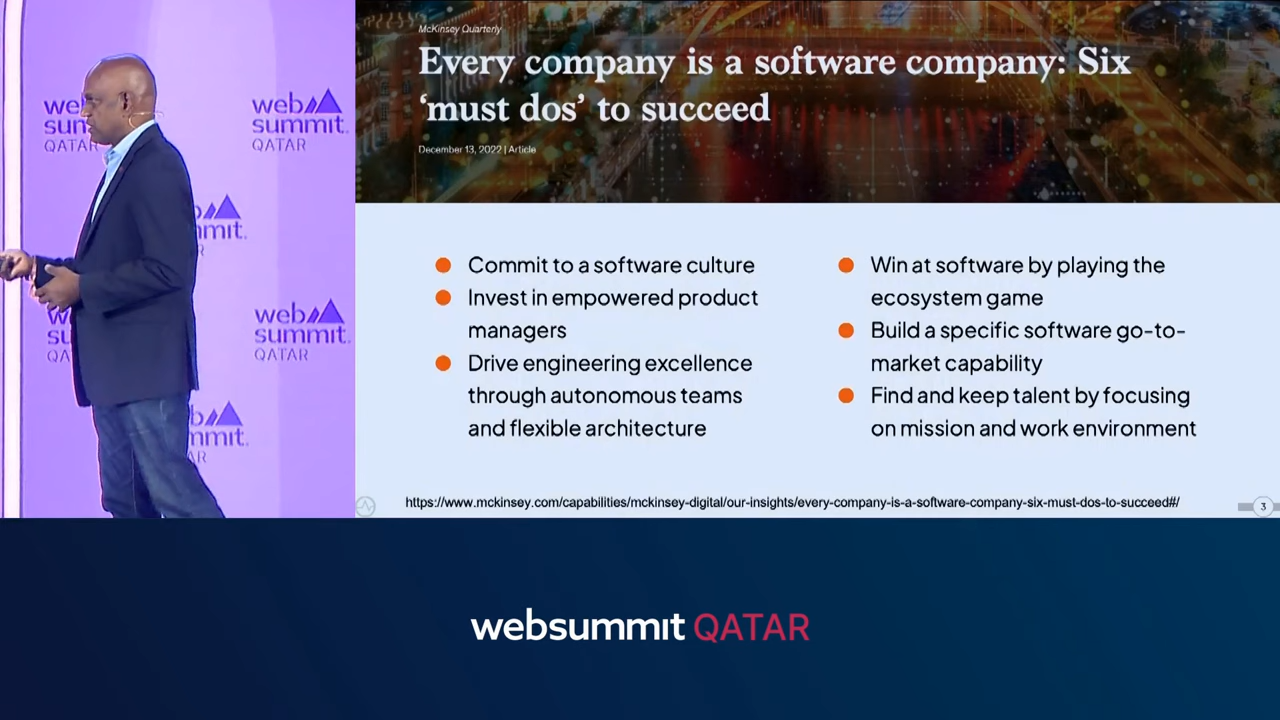 web
summit.
QATAR
web
sum
QATAR
web
summit.
QATAR
McKinsey Quarterly
Every company is a software company: Six
‘must dos’ to succeed
December 13, 2022 | Article
Commit to a software culture
Invest in empowered product
managers
Drive engineering excellence
through autonomous teams
and flexible architecture
Win at software by playing the
ecosystem game
Build a specific software go-to-
market capability
Find and keep talent by focusing
on mission and work environment
https://www.mckinsey.com/capabilities/mckinsey-digital/our-insights/every-company-is-a-software-company-six-must-dos-to-succeed#/
3
websummit QATAR